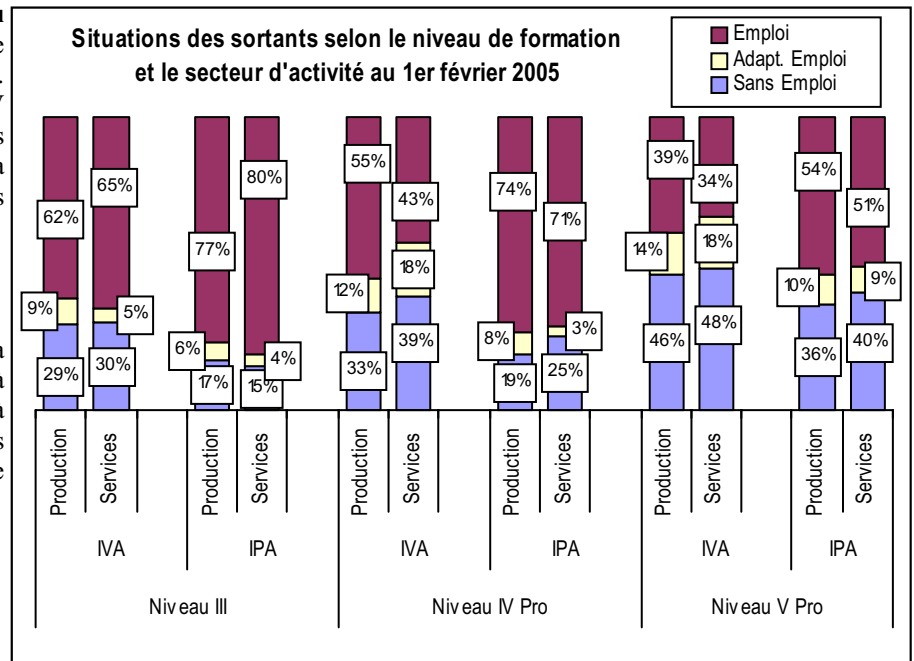 Situations des sortants selon le niveau de formation
et le secteur d'activité au 1er février 2005
Emploi
Adapt. Emploi
Sans Emploi
62% 65% 77% 80% 55% 43% 74% 71% 39% 34% 54% 51%
9% 5% 6% 4% 12% 18% 8% 3% 14% 18% 10% 9%
29% 30% 17% 15% 33% 39% 19% 25% 46% 48% 36% 40%
Production Services Production Services Production Services Production Services Production Services Production Services
IVA IPA IVA IPA IVA IPA
Niveau III Niveau IV Pro Niveau V Pro